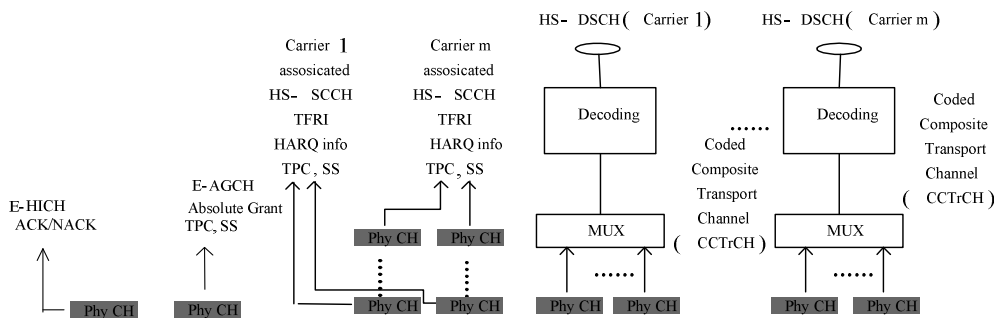 E-HICH
ACK/NACK
Phy CH
E-AGCH
Absolute Grant
TPC, SS
Phy CH
Carrier 1
assosicated
HS- SCCH
TFRI
HARQ info
TPC, SS
Carrier m
assosicated
HS- SCCH
TFRI
HARQ info
TPC, SS
Phy CH
Phy CH
Phy CH
Phy CH
HS- DSCH( Carrier 1)
Decoding
Coded
Composite
Transport
Channel
( CCTrCH )
MUX
......
Phy CH
Phy CH
......
HS- DSCH( Carrier m )
Decoding
Coded
Composite
Transport
Channel
( CCTrCH )
MUX
......
Phy CH
Phy CH